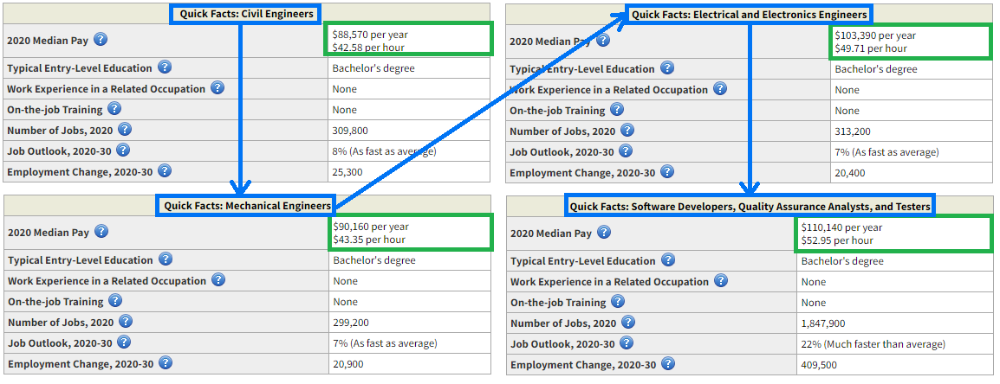 Quick Facts: Civil Engineers
2020 Median Pay ? $88,570 per year
$42.58 per hour
Typical Entry-Level Education ? Bachelor's degree
Work Experience in a Related Occupation ? None
On-the-job Training ? None
Number of Jobs, 2020 ? 309,800
Job Outlook, 2020-30 ? 8% (As fast as average)
Employment Change, 2020-30 ? 25,300
Quick Facts: Mechanical Engineers
2020 Median Pay ? $90,160 per year
$43.35 per hour
Typical Entry-Level Education ? Bachelor's degree
Work Experience in a Related Occupation ? None
On-the-job Training ? None
Number of Jobs, 2020 ? 299,200
Job Outlook, 2020-30 ? 7% (As fast as average)
Employment Change, 2020-30 ? 20,900
Quick Facts: Electrical and Electronics Engineers
2020 Median Pay ? $103,390 per year
$49.71 per hour
Typical Entry-Level Education ? Bachelor's degree
Work Experience in a Related Occupation ? None
On-the-job Training ? None
Number of Jobs, 2020 ? 313,200
Job Outlook, 2020-30 ? 7% (As fast as average)
Employment Change, 2020-30 ? 20,400
Quick Facts: Software Developers, Quality Assurance Analysts, and Testers
2020 Median Pay ? $110,140 per year
$52.95 per hour
Typical Entry-Level Education ? Bachelor's degree
Work Experience in a Related Occupation ? None
On-the-job Training ? None
Number of Jobs, 2020 ? 1,847,900
Job Outlook, 2020-30 ? 22% (Much faster than average)
Employment Change, 2020-30 ? 409,500